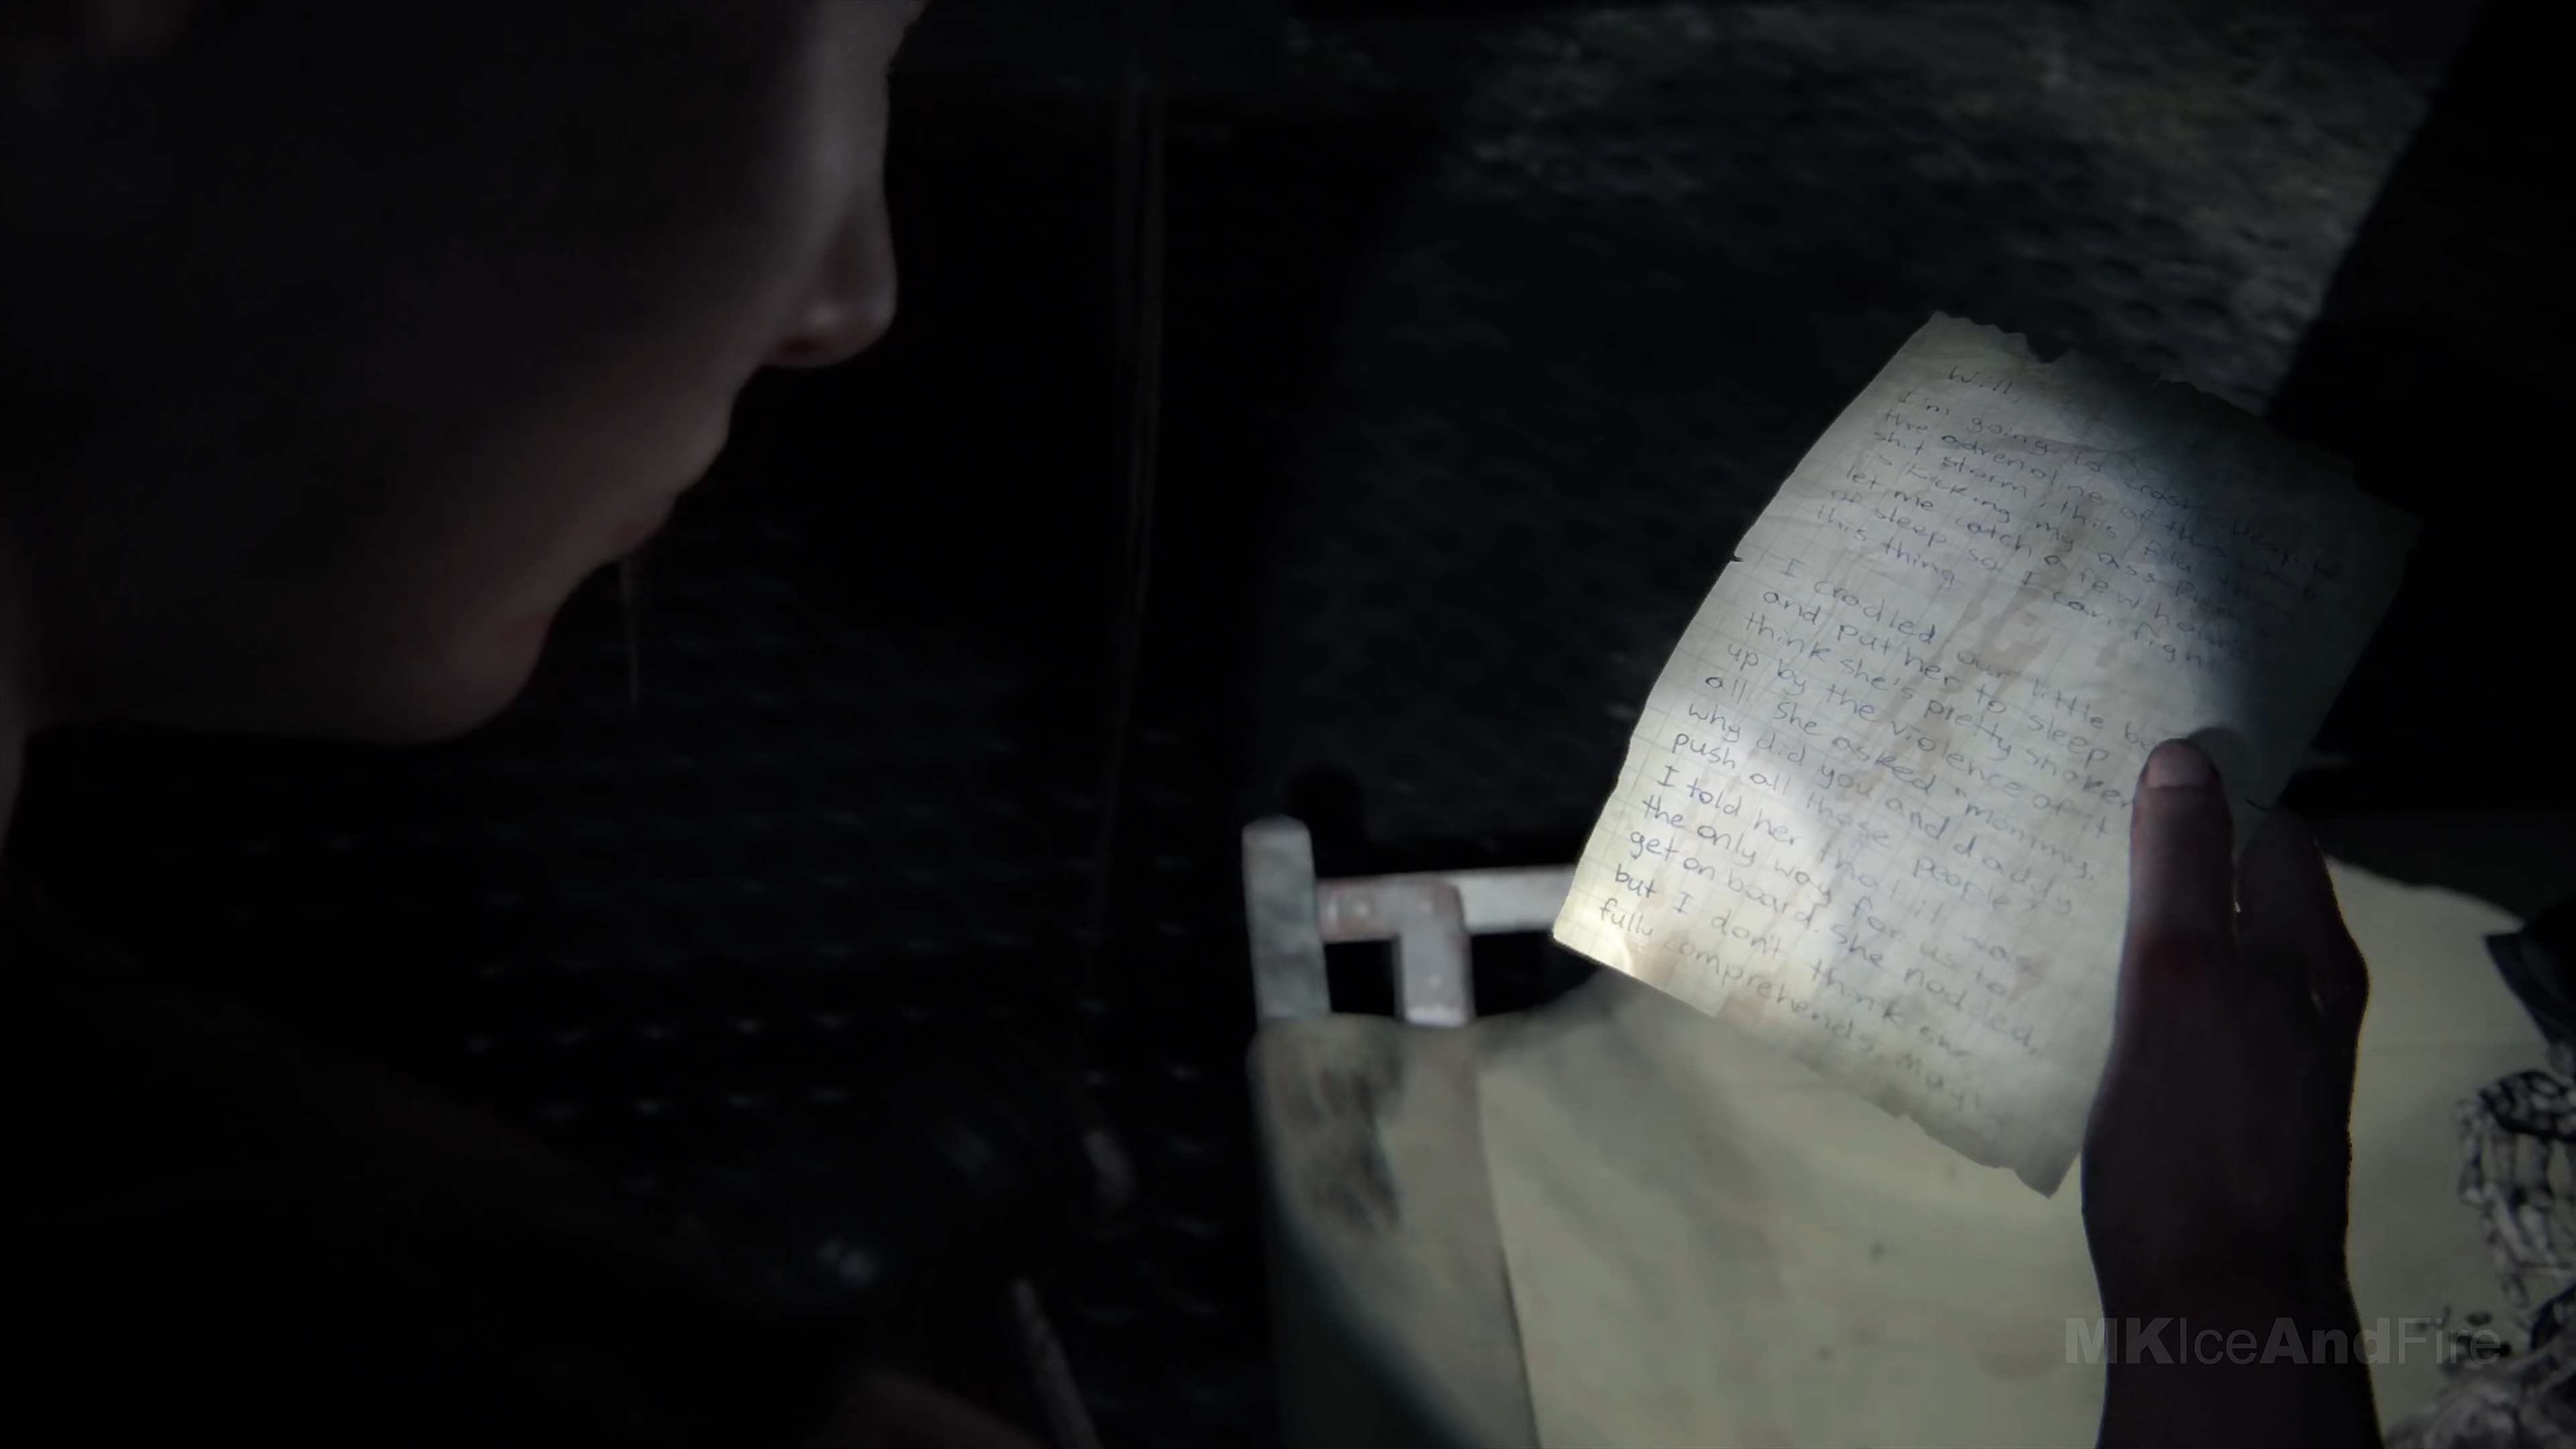 Will,
I'm going to crash. Despite
the adrenaline of this
shit storm, this flu
is kicking my ass. Please
let me catch a few hours
of sleep so I can fight
this thing
I cradled our little
and put her to sleep
think she's pretty shaken
up by the violence of it
all. She asked "mommy,
why did you and daddy
push all those people?
I told her that it was
the only way for us to
get on board. She nodded,
but I don't think she
fully comprehends. Maybe
MKIceAndFire